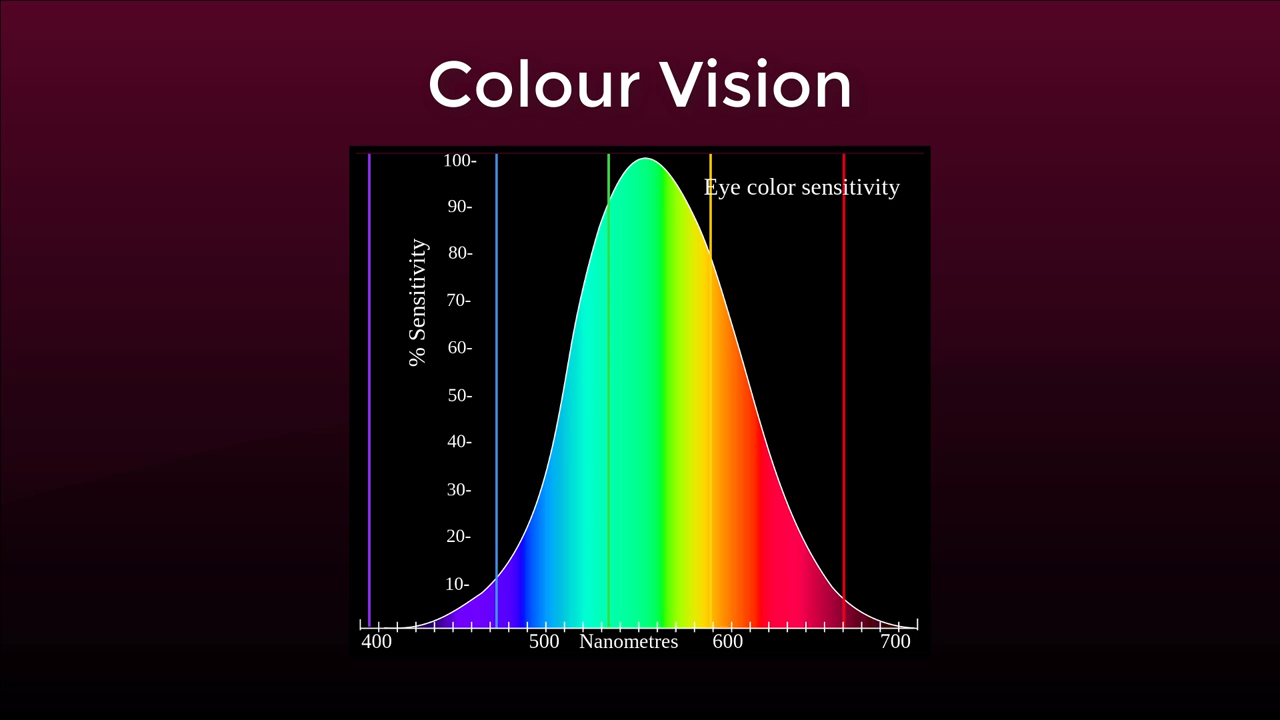 Colour Vision
Eye color sensitivity
% Sensitivity
100-
90-
80-
70-
60-
50-
40-
30-
20-
10-
400 500 Nanometres 600 700